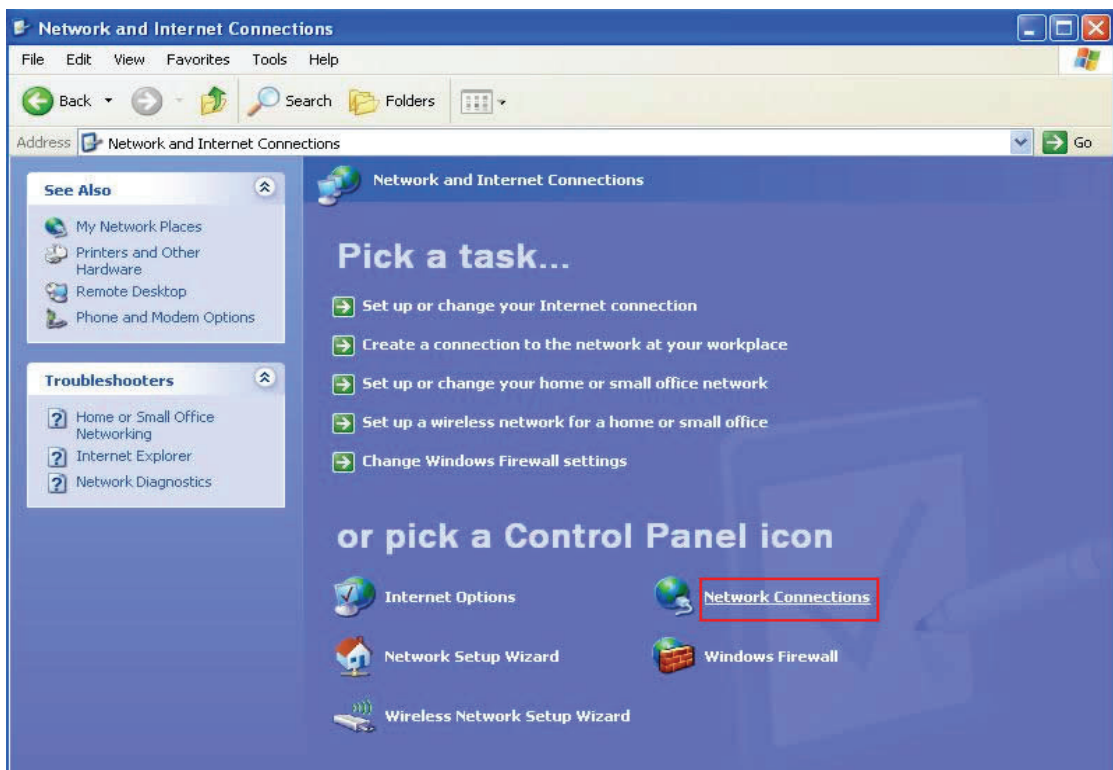 Network and Internet Connections
File Edit View Favorites Tools Help
Back Search Folders
Address Network and Internet Connections Go
See Also
My Network Places
Printers and Other
Hardware
Remote Desktop
Phone and Modem Options
Troubleshooters
Home or Small Office
Networking
Internet Explorer
Network Diagnostics
Network and Internet Connections
Pick a task...
Set up or change your Internet connection
Create a connection to the network at your workplace
Set up or change your home or small office network
Set up a wireless network for a home or small office
Change Windows Firewall settings
or pick a Control Panel icon
Internet Options
Network Connections
Network Setup Wizard
Windows Firewall
Wireless Network Setup Wizard